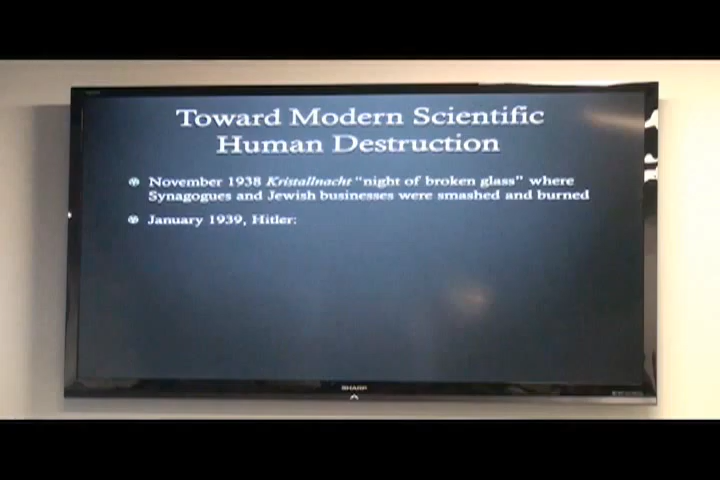 Toward Modern Scientific
Human Destruction
November 1938 Kristallnacht "night of broken glass" where
Synagogues and Jewish businesses were smashed and burned
January 1939, Hitler:
SHARP